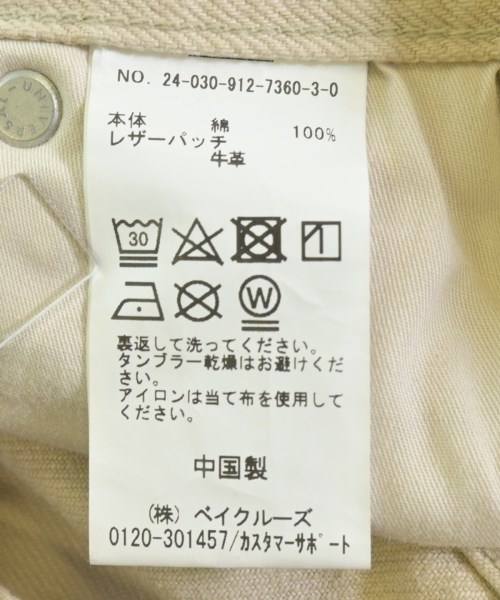 UNIVERSAL
NO. 24-030-912-7360-3-0
本体 綿 100%
レザーパッチ
牛革
30
W
裏返して洗ってください。
タンブラー乾燥はお避けくだ
さい。
アイロンは当て布を使用して
ください。
中国製
(株) ベイクルーズ
0120-301457/ｶｽﾀﾏｰｻﾎﾟｰﾄ